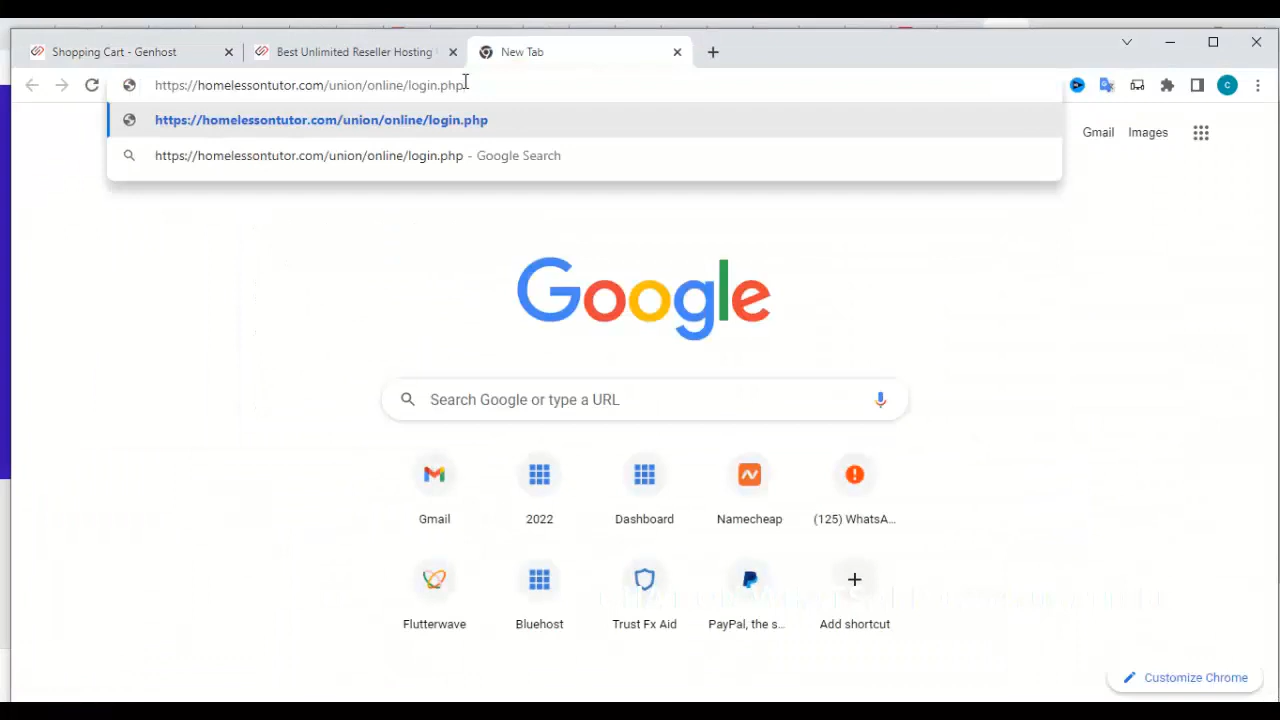 Shopping Cart - Genhost
Best Unlimited Reseller Hosting
New Tab
https://homelessontutor.com/union/online/login.php
C
https://homelessontutor.com/union/online/login.php
https://homelessontutor.com/union/online/login.php - Google Search
Gmail Images
Google
Search Google or type a URL
Gmail 2022 Dashboard Namecheap (125) WhatsA...
Flutterwave Bluehost Trust Fx Aid PayPal, the s... Add shortcut
Customize Chrome